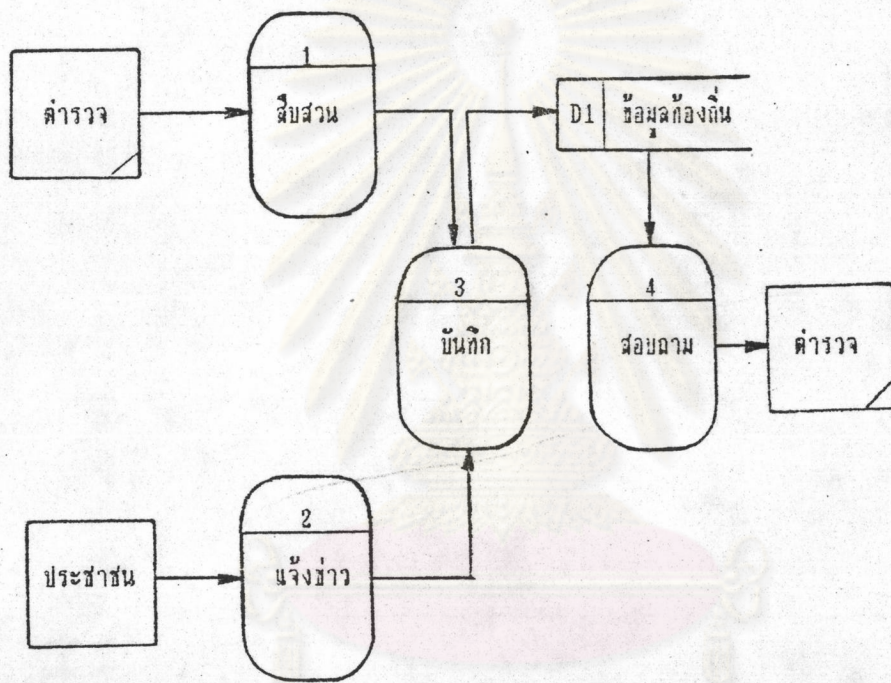 1
ตำรวจ
สืบสวน
D1 ข้อมูลท้องถิ่น
3
บันทึก
4
สอบถาม
ตำรวจ
2
ประชาชน
แจ้งข่าว